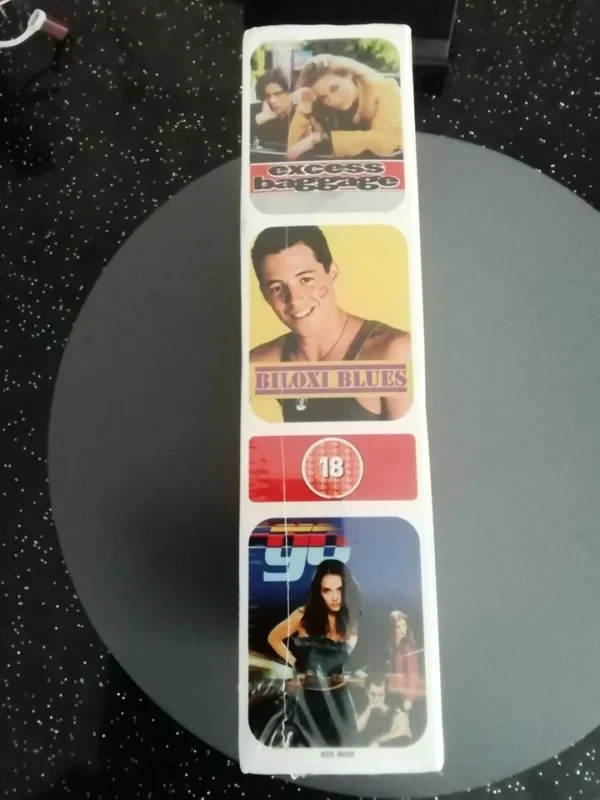 excess
baggage
BILOXI BLUES
18
go